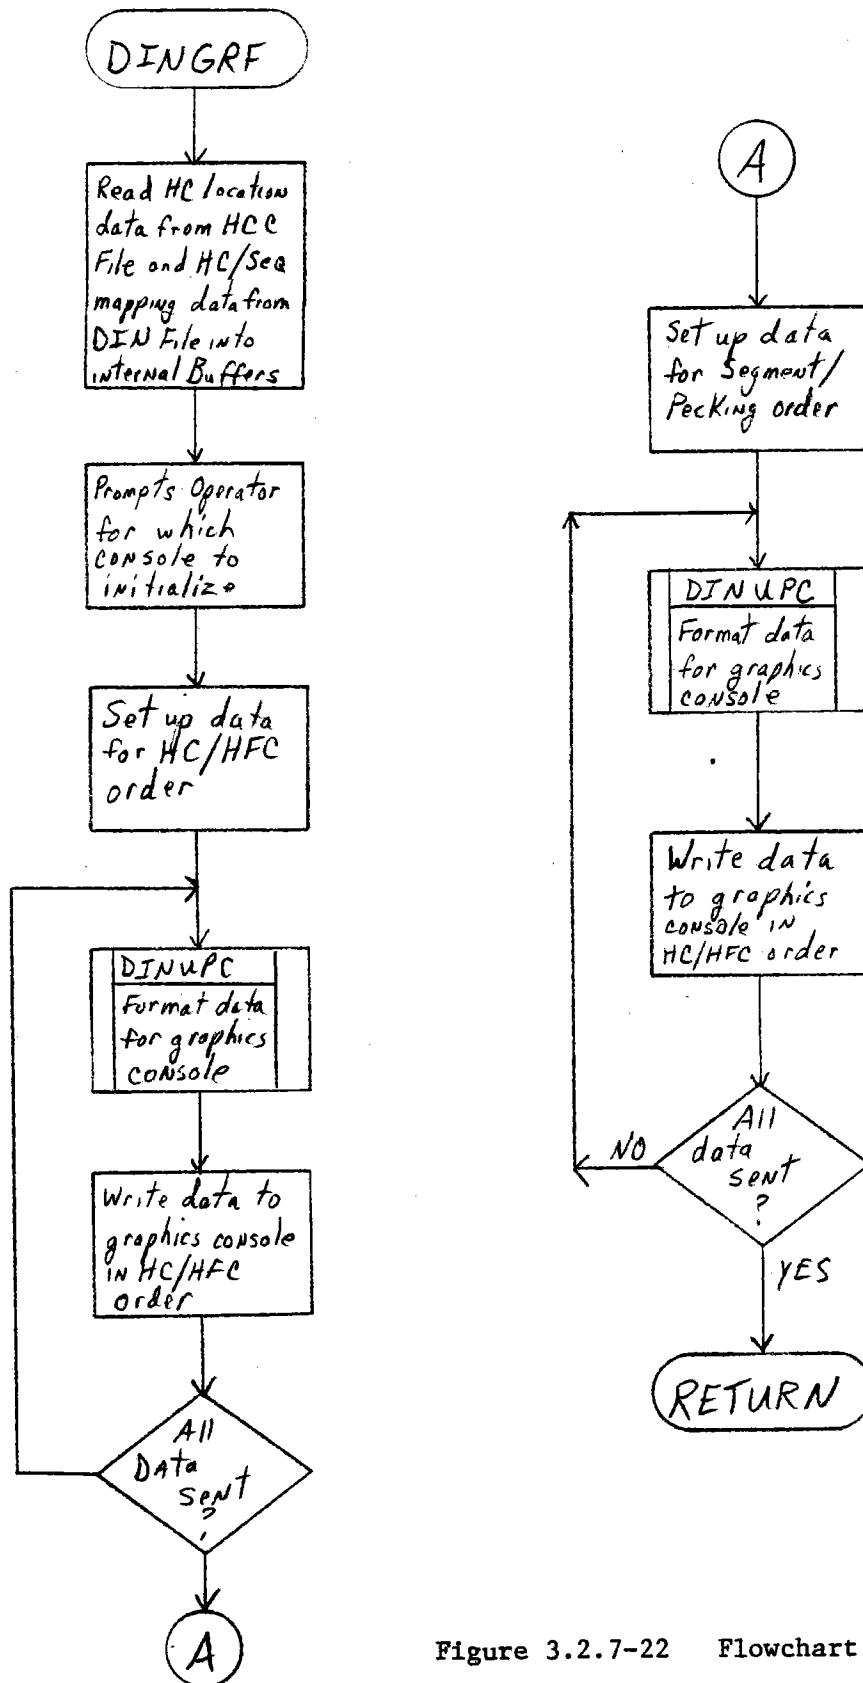 DINGRF
Read HC location
data from HCC
File and HC/Seg
mapping data from
DIN File into
internal Buffers
Prompts Operator
for which
console to
initialize
Set up data
for HC/HFC
order
DINUPC
Format data
for graphics
console
Write data to
graphics console
in HC/HFC
order
All
Data
sent
?
A
A
Set up data
for Segment/
Pecking order
DINUPC
Format data
for graphics
console
Write data
to graphics
console in
HC/HFC order
All
data
sent
?
NO
YES
RETURN
Figure 3.2.7-22 Flowchart